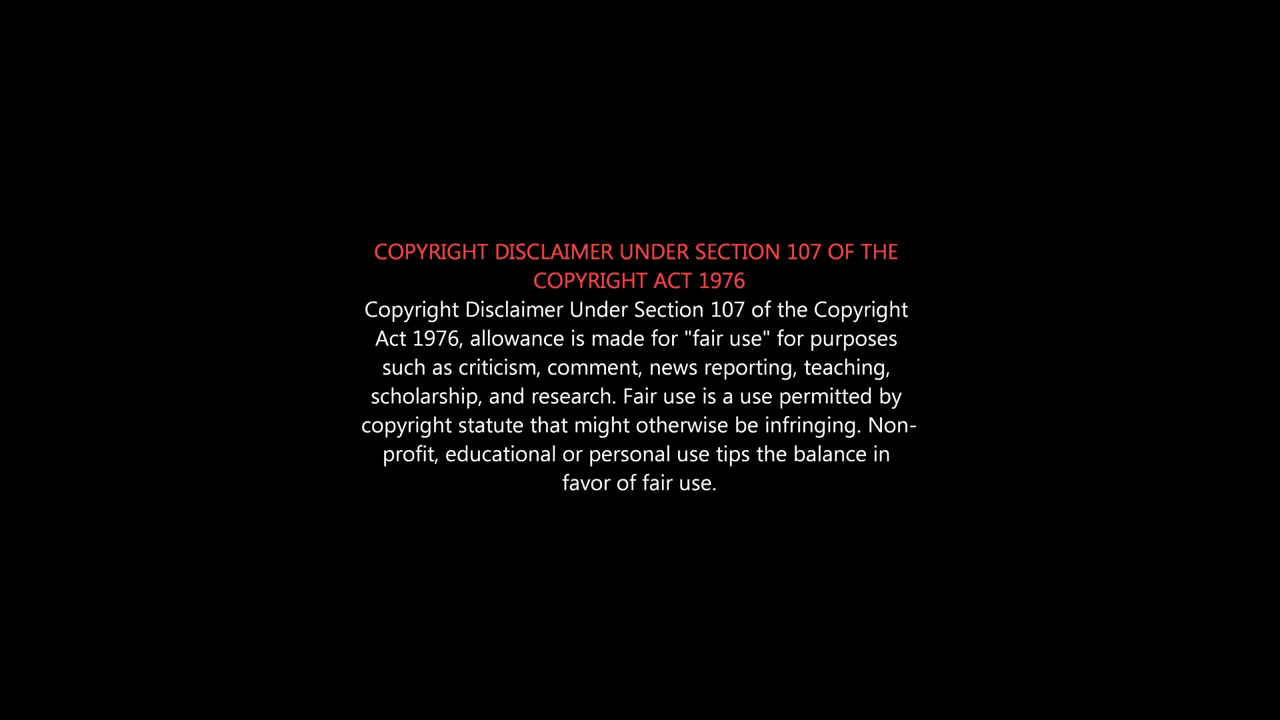 COPYRIGHT DISCLAIMER UNDER SECTION 107 OF THE
COPYRIGHT ACT 1976
Copyright Disclaimer Under Section 107 of the Copyright
Act 1976, allowance is made for "fair use" for purposes
such as criticism, comment, news reporting, teaching,
scholarship, and research. Fair use is a use permitted by
copyright statute that might otherwise be infringing. Non-
profit, educational or personal use tips the balance in
favor of fair use.